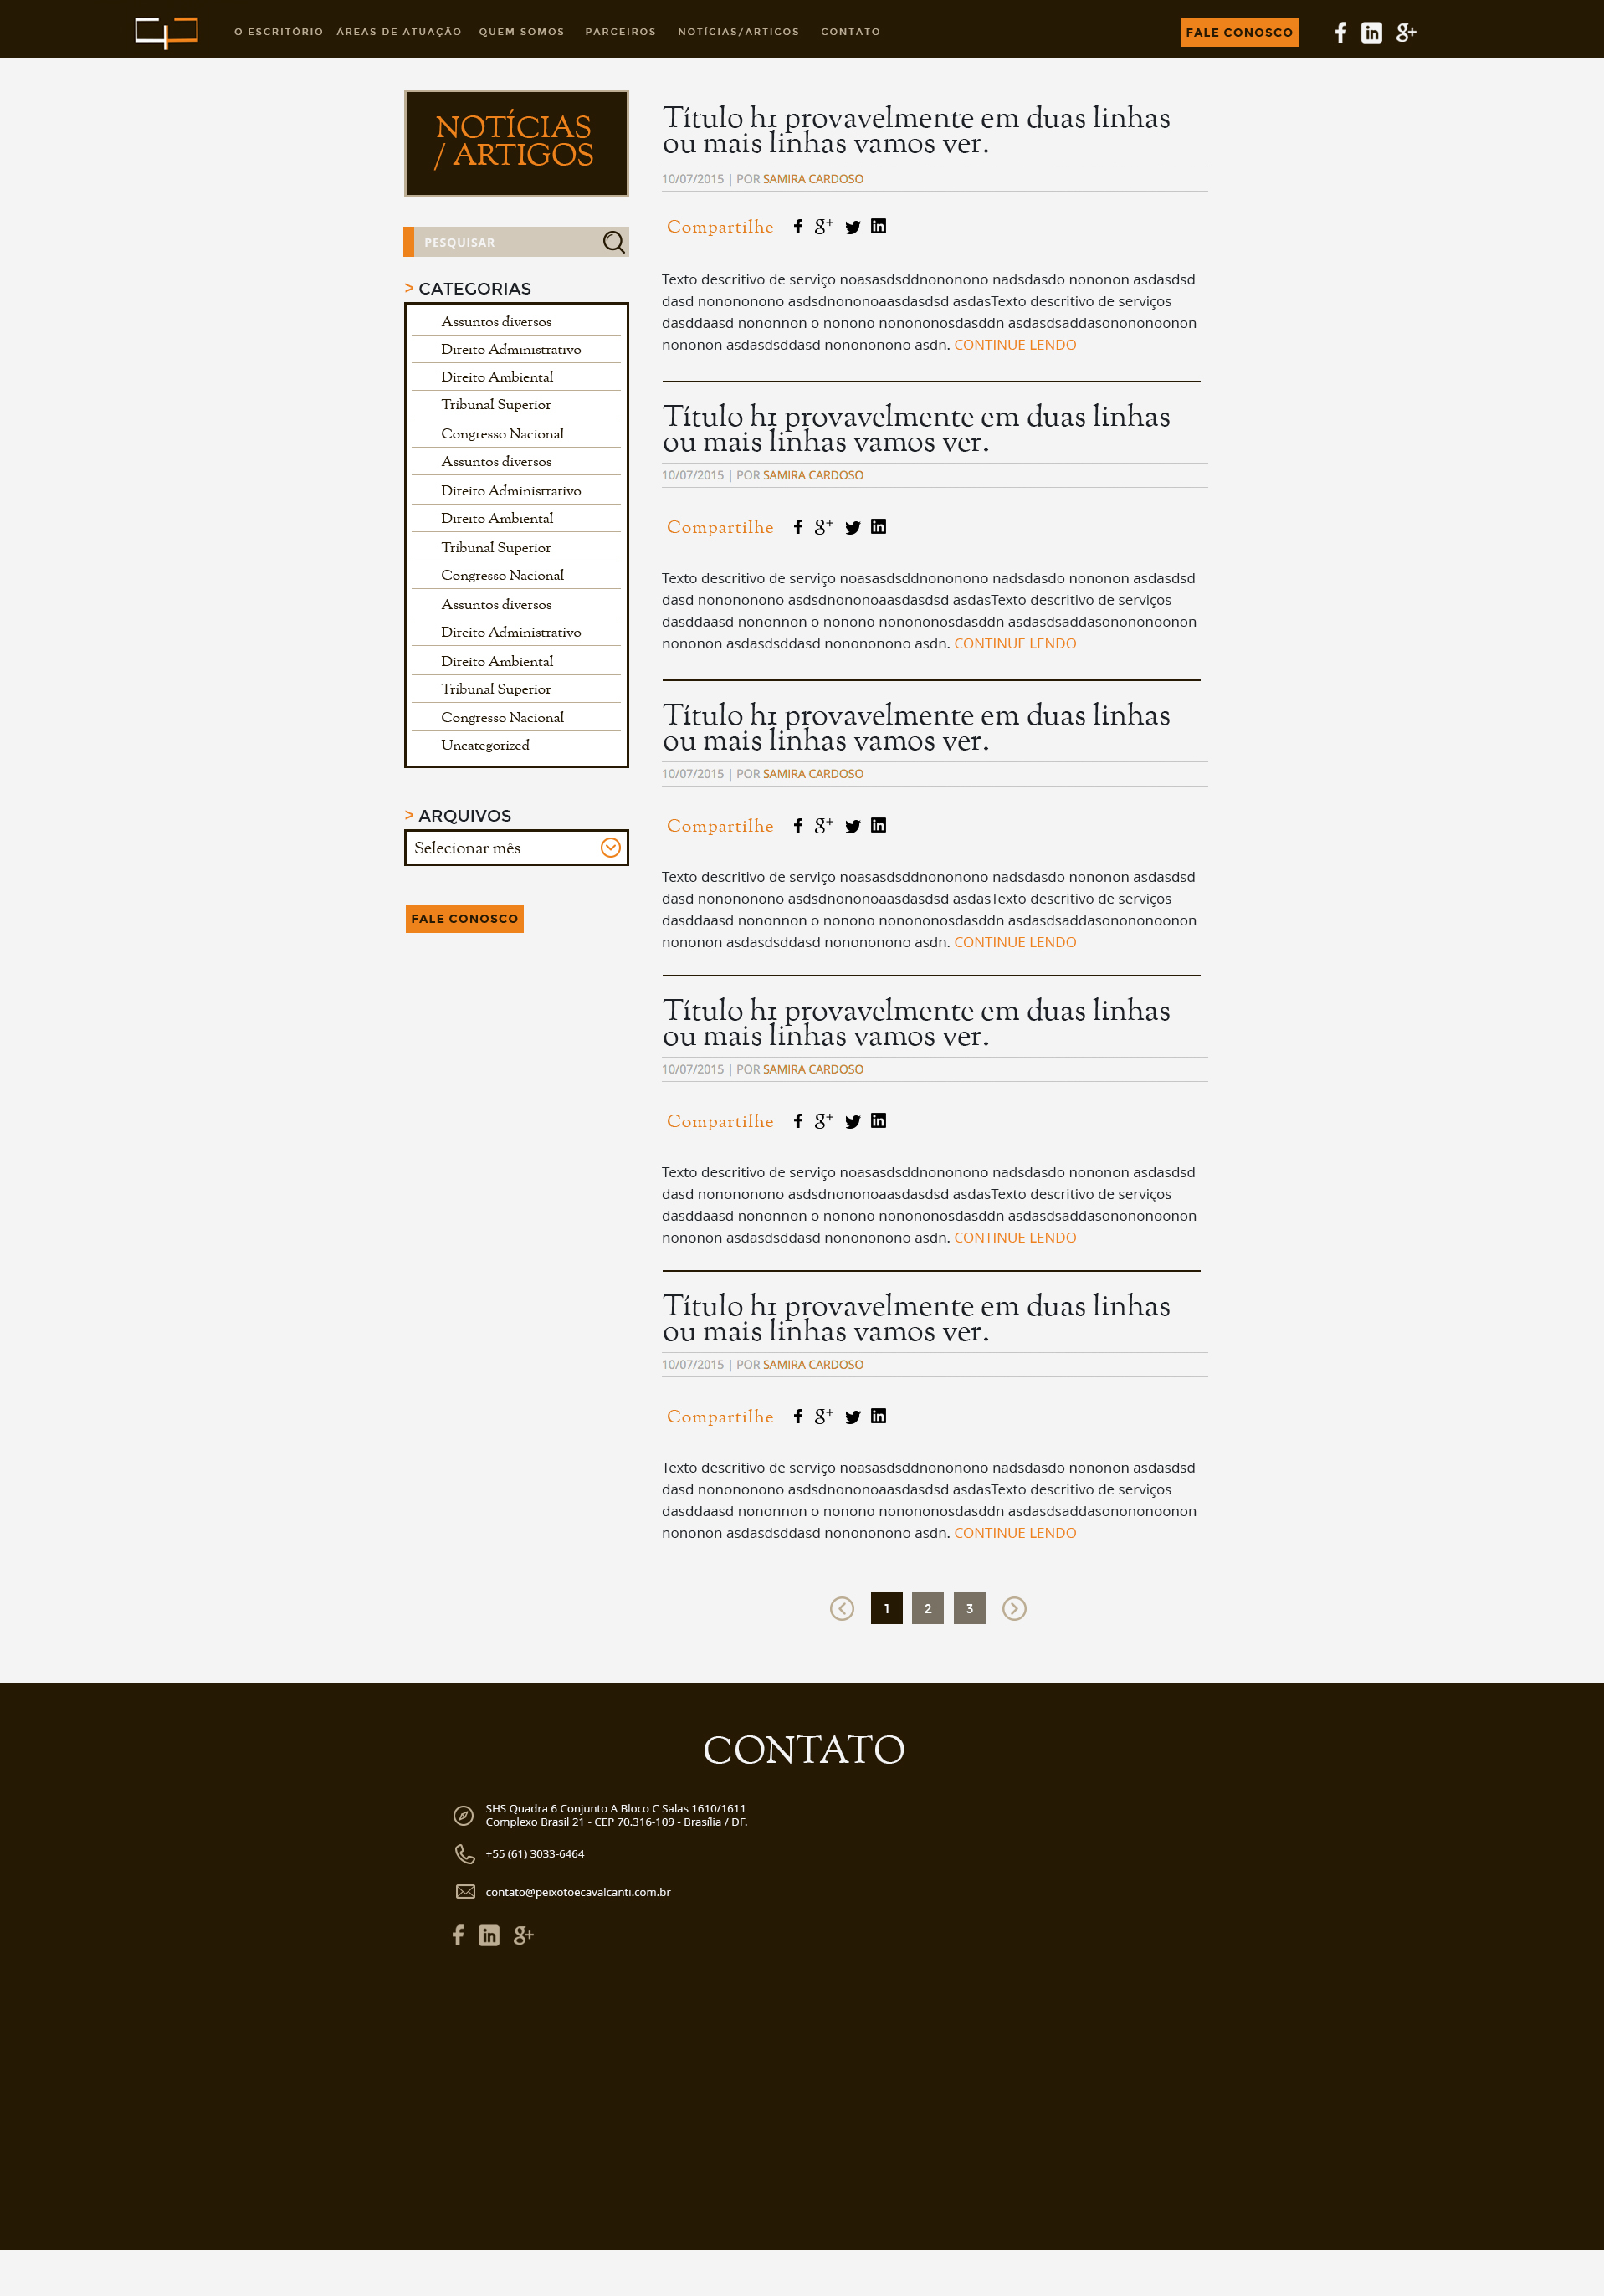 O ESCRITÓRIO ÁREAS DE ATUAÇÃO QUEM SOMOS PARCEIROS NOTÍCIAS/ARTIGOS CONTATO FALE CONOSCO
NOTÍCIAS
/ ARTIGOS
PESQUISAR
> CATEGORIAS
Assuntos diversos
Direito Administrativo
Direito Ambiental
Tribunal Superior
Congresso Nacional
Assuntos diversos
Direito Administrativo
Direito Ambiental
Tribunal Superior
Congresso Nacional
Assuntos diversos
Direito Administrativo
Direito Ambiental
Tribunal Superior
Congresso Nacional
Uncategorized
> ARQUIVOS
Selecionar mês
FALE CONOSCO
Título h1 provavelmente em duas linhas
ou mais linhas vamos ver.
10/07/2015 | POR SAMIRA CARDOSO
Compartilhe
Texto descritivo de serviço noasasdsddnononono nadsdasdo nononon asdasdsd
dasd nonononono asdsdnononoaasdasdsd asdasTexto descritivo de serviços
dasddaasd nononnon o nonono nonononosdasddn asdasdsaddasonononoonon
nononon asdasdsddasd nonononono asdn. CONTINUE LENDO
Título h1 provavelmente em duas linhas
ou mais linhas vamos ver.
10/07/2015 | POR SAMIRA CARDOSO
Compartilhe
Texto descritivo de serviço noasasdsddnononono nadsdasdo nononon asdasdsd
dasd nonononono asdsdnononoaasdasdsd asdasTexto descritivo de serviços
dasddaasd nononnon o nonono nonononosdasddn asdasdsaddasonononoonon
nononon asdasdsddasd nonononono asdn. CONTINUE LENDO
Título h1 provavelmente em duas linhas
ou mais linhas vamos ver.
10/07/2015 | POR SAMIRA CARDOSO
Compartilhe
Texto descritivo de serviço noasasdsddnononono nadsdasdo nononon asdasdsd
dasd nonononono asdsdnononoaasdasdsd asdasTexto descritivo de serviços
dasddaasd nononnon o nonono nonononosdasddn asdasdsaddasonononoonon
nononon asdasdsddasd nonononono asdn. CONTINUE LENDO
Título h1 provavelmente em duas linhas
ou mais linhas vamos ver.
10/07/2015 | POR SAMIRA CARDOSO
Compartilhe
Texto descritivo de serviço noasasdsddnononono nadsdasdo nononon asdasdsd
dasd nonononono asdsdnononoaasdasdsd asdasTexto descritivo de serviços
dasddaasd nononnon o nonono nonononosdasddn asdasdsaddasonononoonon
nononon asdasdsddasd nonononono asdn. CONTINUE LENDO
Título h1 provavelmente em duas linhas
ou mais linhas vamos ver.
10/07/2015 | POR SAMIRA CARDOSO
Compartilhe
Texto descritivo de serviço noasasdsddnononono nadsdasdo nononon asdasdsd
dasd nonononono asdsdnononoaasdasdsd asdasTexto descritivo de serviços
dasddaasd nononnon o nonono nonononosdasddn asdasdsaddasonononoonon
nononon asdasdsddasd nonononono asdn. CONTINUE LENDO
1 2 3
CONTATO
SHS Quadra 6 Conjunto A Bloco C Salas 1610/1611
Complexo Brasil 21 - CEP 70.316-109 - Brasília / DF.
+55 (61) 3033-6464
contato@peixotoecavalcanti.com.br